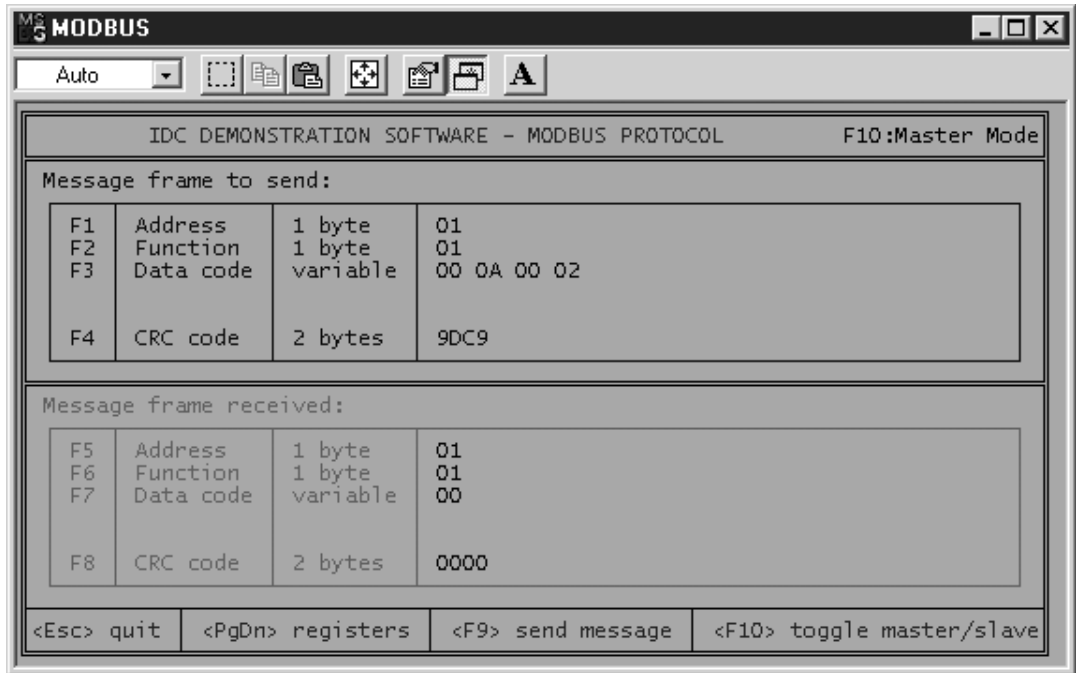 MODBUS
Auto
A
IDC DEMONSTRATION SOFTWARE - MODBUS PROTOCOL F10:Master Mode
Message frame to send:
F1 Address 1 byte 01
F2 Function 1 byte 01
F3 Data code variable 00 0A 00 02
F4 CRC code 2 bytes 9DC9
Message frame received:
F5 Address 1 byte 01
F6 Function 1 byte 01
F7 Data code variable 00
F8 CRC code 2 bytes 0000
<Esc> quit <PgDn> registers <F9> send message <F10> toggle master/slave